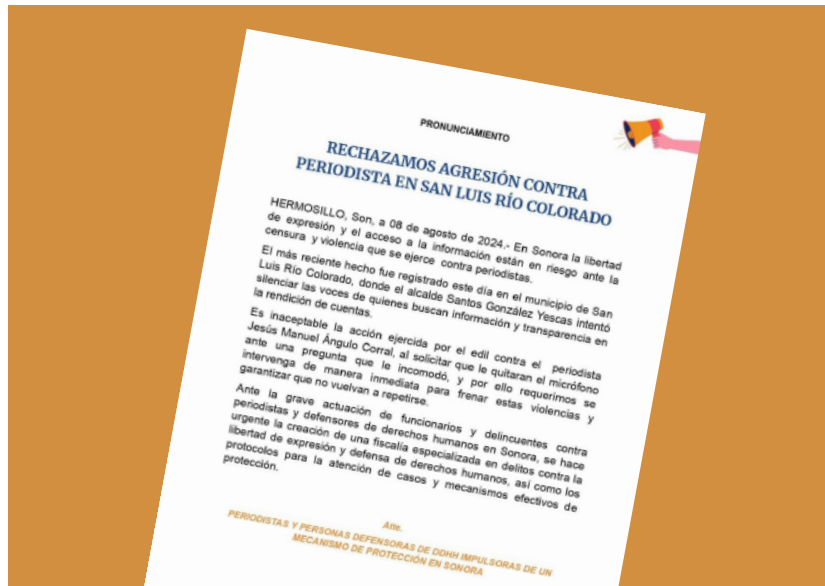 PRONUNCIAMIENTO
RECHAZAMOS AGRESIÓN CONTRA
PERIODISTA EN SAN LUIS RÍO COLORADO
HERMOSILLO, Son, a 08 de agosto de 2024.- En Sonora la libertad
de expresión y el acceso a la información están en riesgo ante la
censura y violencia que se ejerce contra periodistas.
El más reciente hecho fue registrado este día en el municipio de San
Luis Río Colorado, donde el alcalde Santos González Yescas intentó
silenciar las voces de quienes buscan información y transparencia en
la rendición de cuentas.
Es inaceptable la acción ejercida por el edil contra el periodista
Jesús Manuel Ángulo Corral, al solicitar que le quitaran el micrófono
ante una pregunta que le incomodó, y por ello requerimos se
intervenga de manera inmediata para frenar estas violencias y
garantizar que no vuelvan a repetirse.
Ante la grave actuación de funcionarios y delincuentes contra
periodistas y defensores de derechos humanos en Sonora, se hace
urgente la creación de una fiscalía especializada en delitos contra la
libertad de expresión y defensa de derechos humanos, así como los
protocolos para la atención de casos y mecanismos efectivos de
protección.
Atte.
PERIODISTAS Y PERSONAS DEFENSORAS DE DDHH IMPULSORAS DE UN
MECANISMO DE PROTECCIÓN EN SONORA